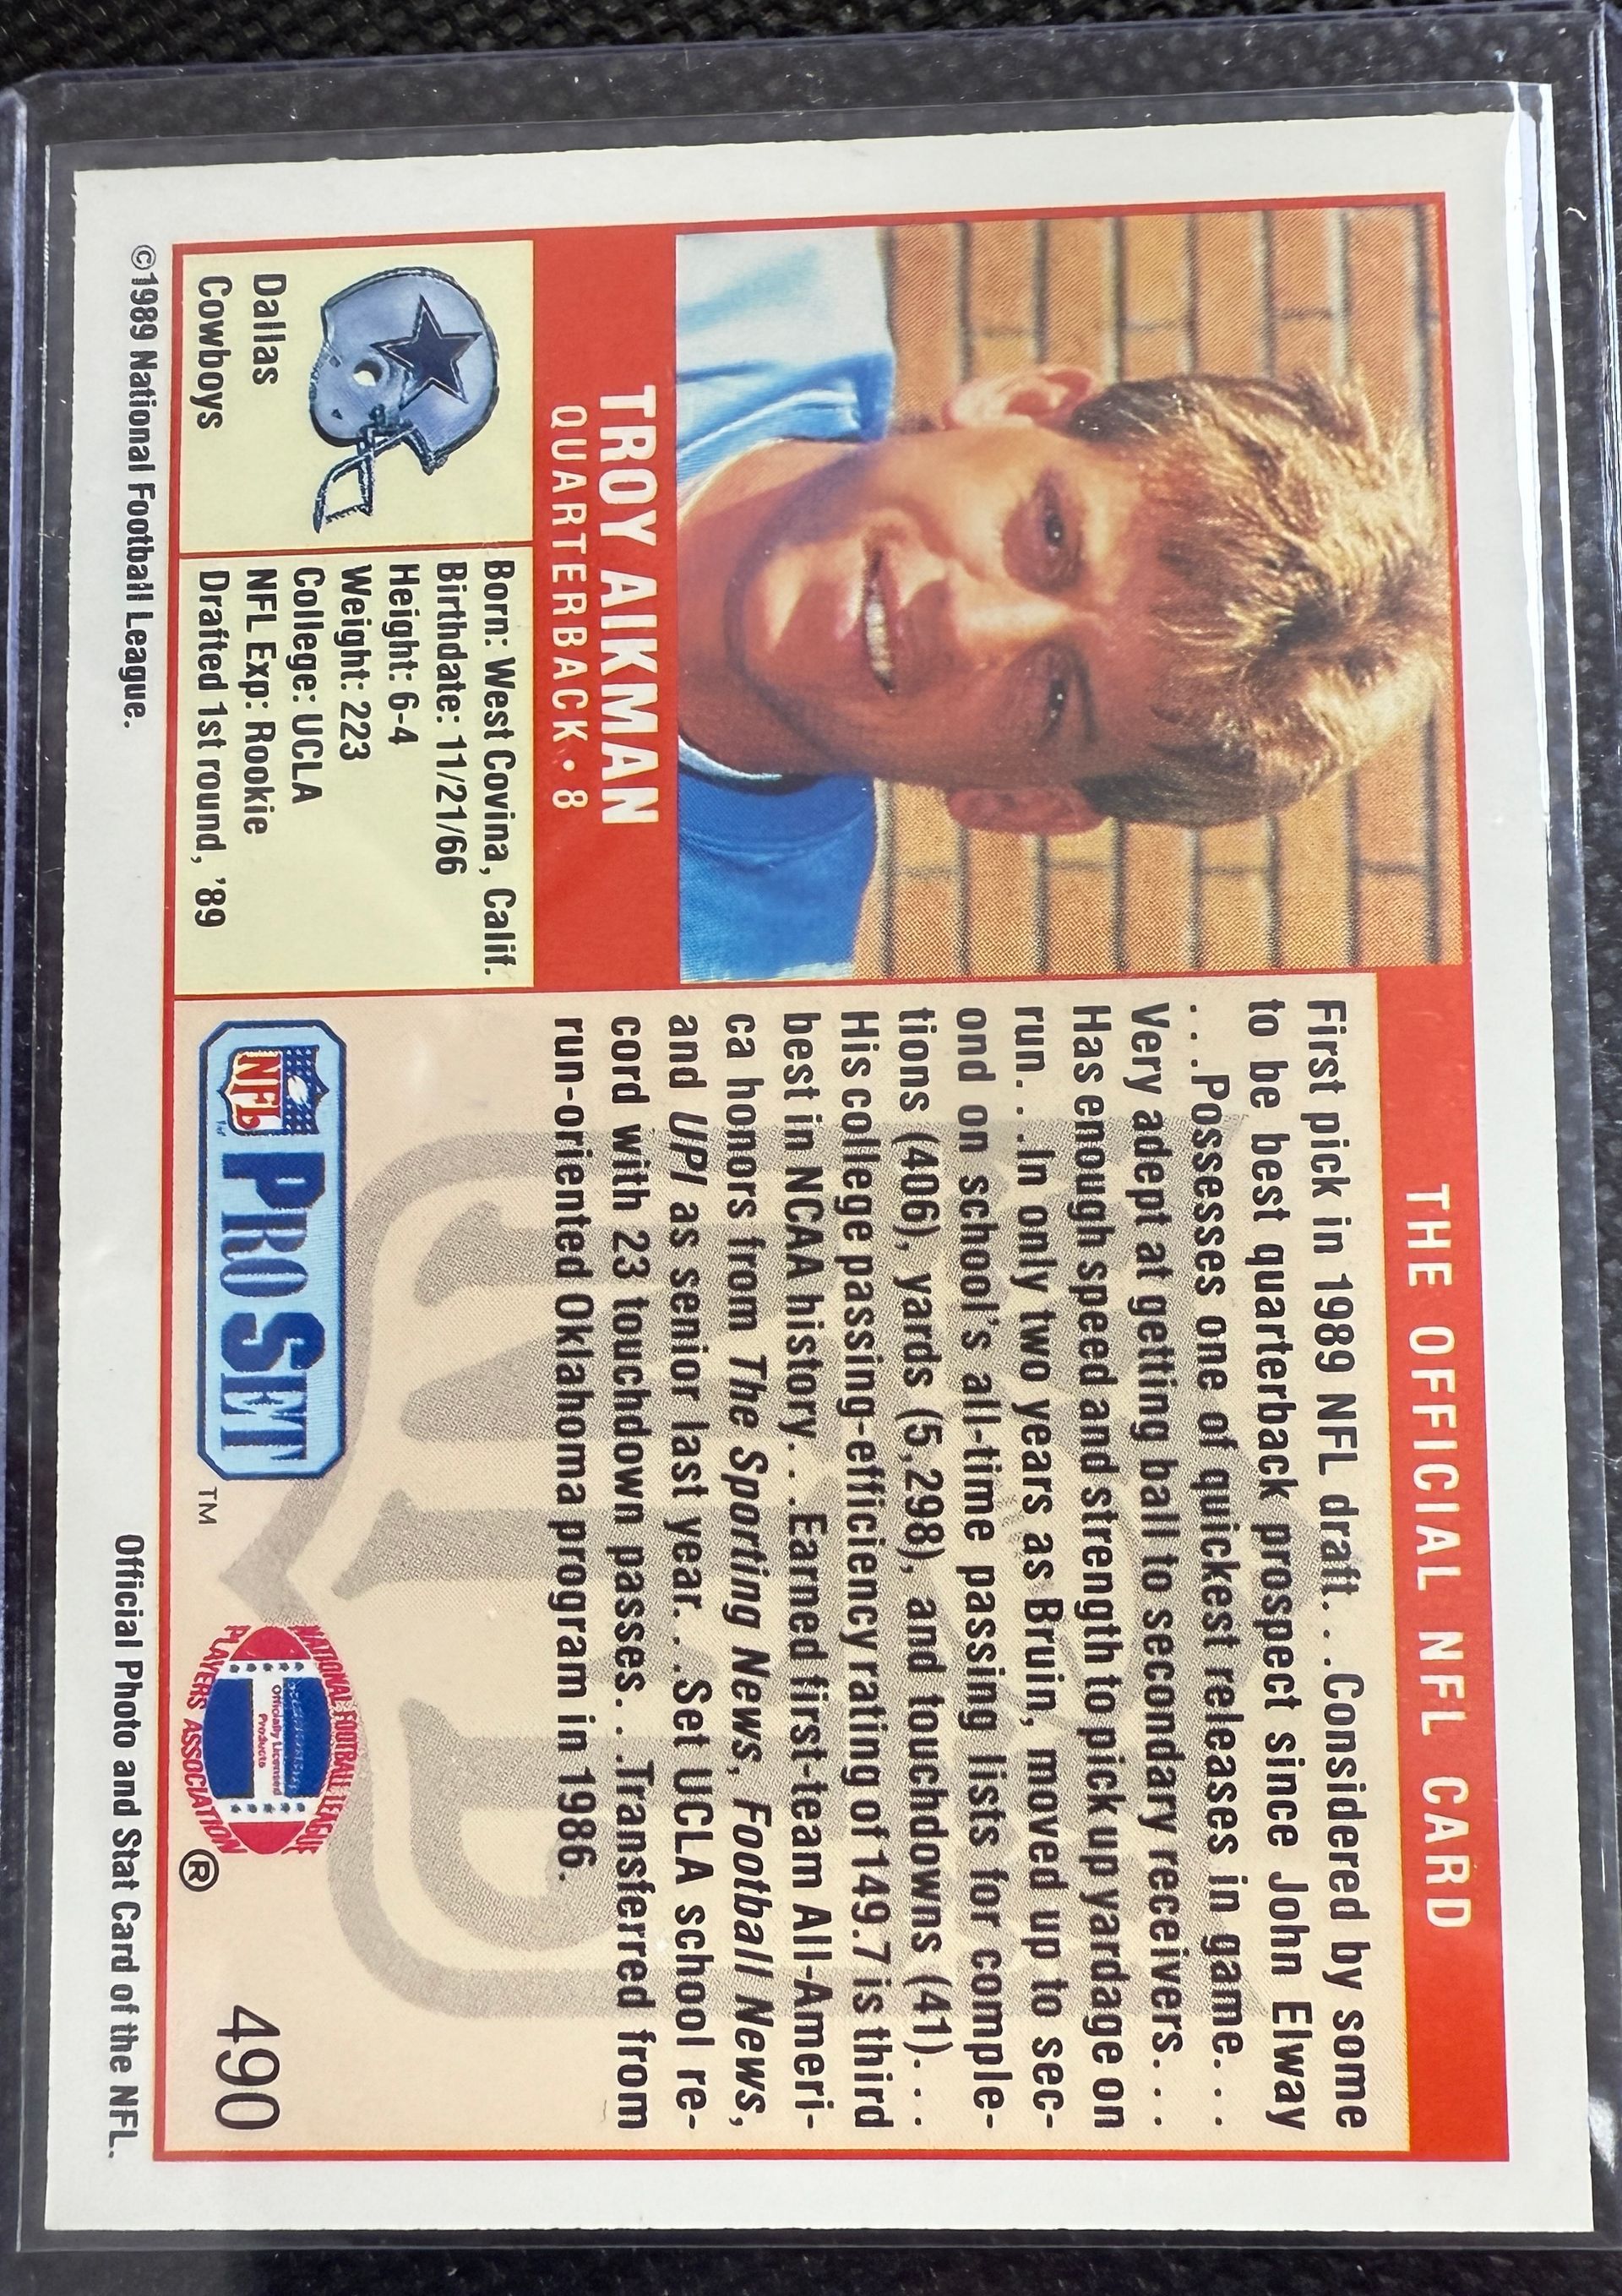 THE OFFICIAL NFL CARD
TROY AIKMAN
QUARTERBACK • 8
Dallas
Cowboys
Born: West Covina, Calif.
Birthdate: 11/21/66
Height: 6-4
Weight: 223
College: UCLA
NFL Exp: Rookie
Drafted 1st round, '89
First pick in 1989 NFL draft. . .Considered by some
to be best quarterback prospect since John Elway
. . .Possesses one of quickest releases in game. . .
Very adept at getting ball to secondary receivers. . .
Has enough speed and strength to pick up yardage on
run. . .In only two years as Bruin, moved up to sec-
ond on school's all-time passing lists for comple-
tions (406), yards (5,298), and touchdowns (41). . .
His college passing-efficiency rating of 149.7 is third
best in NCAA history. . .Earned first-team All-Ameri-
ca honors from The Sporting News, Football News,
and UPI as senior last year. . .Set UCLA school re-
cord with 23 touchdown passes. . .Transferred from
run-oriented Oklahoma program in 1986.
NFL PRO SET TM
NATIONAL FOOTBALL LEAGUE
Officially Licensed
Products
PLAYERS ASSOCIATION ®
490
©1989 National Football League.
Official Photo and Stat Card of the NFL.